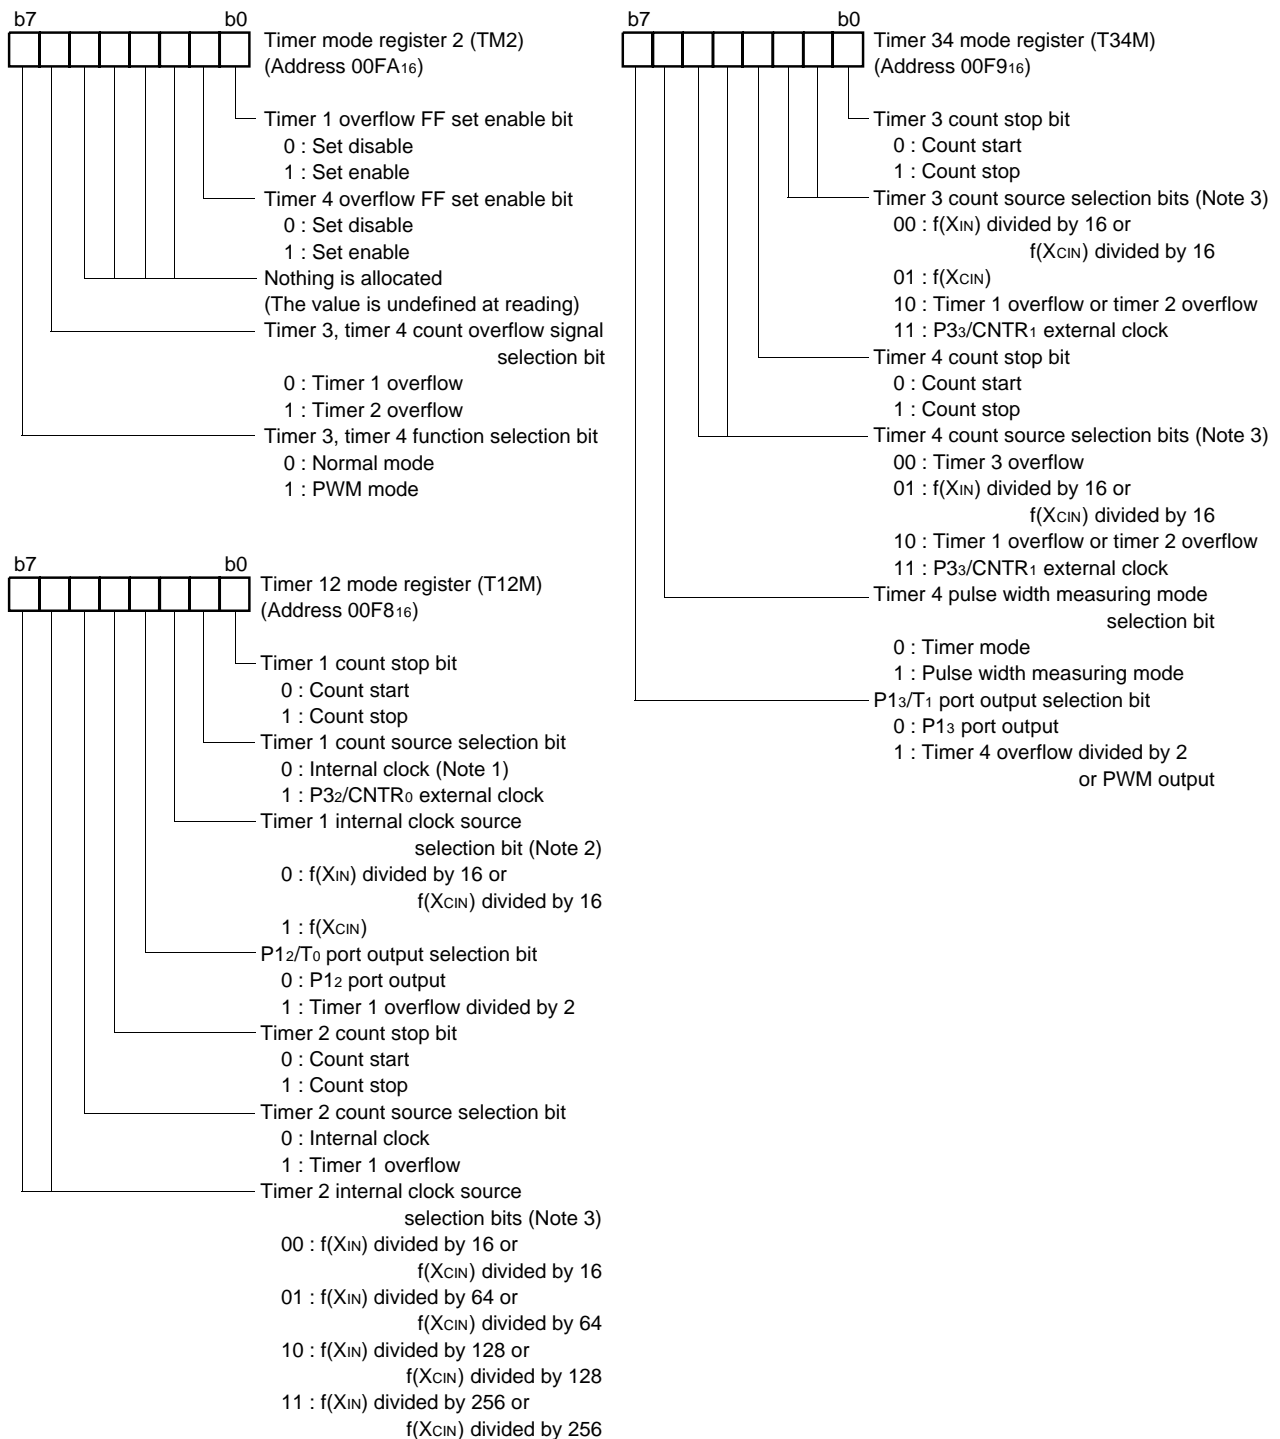 b7 b0
Timer mode register 2 (TM2)
(Address 00FA16)
Timer 1 overflow FF set enable bit
0 : Set disable
1 : Set enable
Timer 4 overflow FF set enable bit
0 : Set disable
1 : Set enable
Nothing is allocated
(The value is undefined at reading)
Timer 3, timer 4 count overflow signal
selection bit
0 : Timer 1 overflow
1 : Timer 2 overflow
Timer 3, timer 4 function selection bit
0 : Normal mode
1 : PWM mode
b7 b0
Timer 12 mode register (T12M)
(Address 00F816)
Timer 1 count stop bit
0 : Count start
1 : Count stop
Timer 1 count source selection bit
0 : Internal clock (Note 1)
1 : P32/CNTR0 external clock
Timer 1 internal clock source
selection bit (Note 2)
0 : f(XIN) divided by 16 or
f(XCIN) divided by 16
1 : f(XCIN)
P12/T0 port output selection bit
0 : P12 port output
1 : Timer 1 overflow divided by 2
Timer 2 count stop bit
0 : Count start
1 : Count stop
Timer 2 count source selection bit
0 : Internal clock
1 : Timer 1 overflow
Timer 2 internal clock source
selection bits (Note 3)
00 : f(XIN) divided by 16 or
f(XCIN) divided by 16
01 : f(XIN) divided by 64 or
f(XCIN) divided by 64
10 : f(XIN) divided by 128 or
f(XCIN) divided by 128
11 : f(XIN) divided by 256 or
f(XCIN) divided by 256
b7 b0
Timer 34 mode register (T34M)
(Address 00F916)
Timer 3 count stop bit
0 : Count start
1 : Count stop
Timer 3 count source selection bits (Note 3)
00 : f(XIN) divided by 16 or
f(XCIN) divided by 16
01 : f(XCIN)
10 : Timer 1 overflow or timer 2 overflow
11 : P33/CNTR1 external clock
Timer 4 count stop bit
0 : Count start
1 : Count stop
Timer 4 count source selection bits (Note 3)
00 : Timer 3 overflow
01 : f(XIN) divided by 16 or
f(XCIN) divided by 16
10 : Timer 1 overflow or timer 2 overflow
11 : P33/CNTR1 external clock
Timer 4 pulse width measuring mode
selection bit
0 : Timer mode
1 : Pulse width measuring mode
P13/T1 port output selection bit
0 : P13 port output
1 : Timer 4 overflow divided by 2
or PWM output